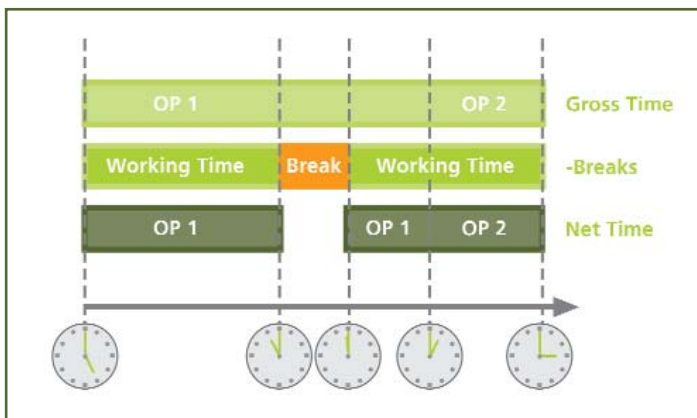 OP 1 OP 2 Gross Time
Working Time Break Working Time -Breaks
OP 1 OP 1 OP 2 Net Time